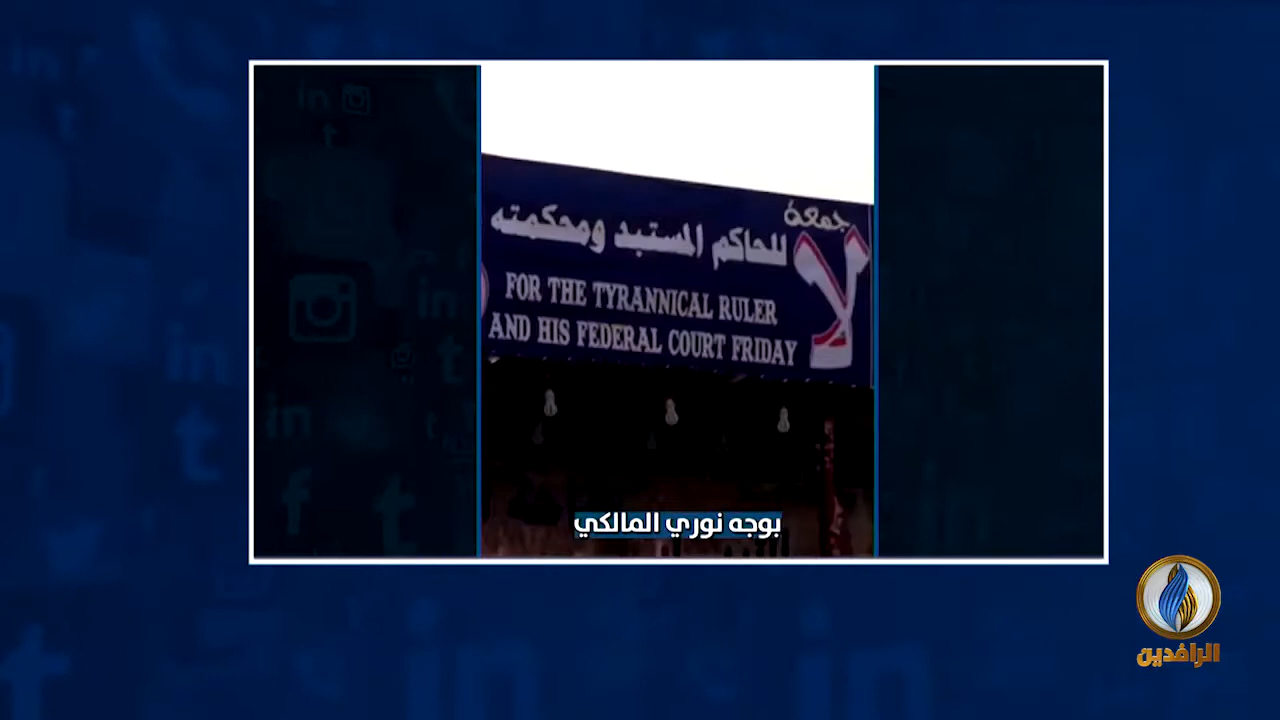 جمعة
لا للحاكم المستبد ومحكمته
FOR THE TYRANNICAL RULER
AND HIS FEDERAL COURT FRIDAY
بوجه نوري المالكي
الرافدين